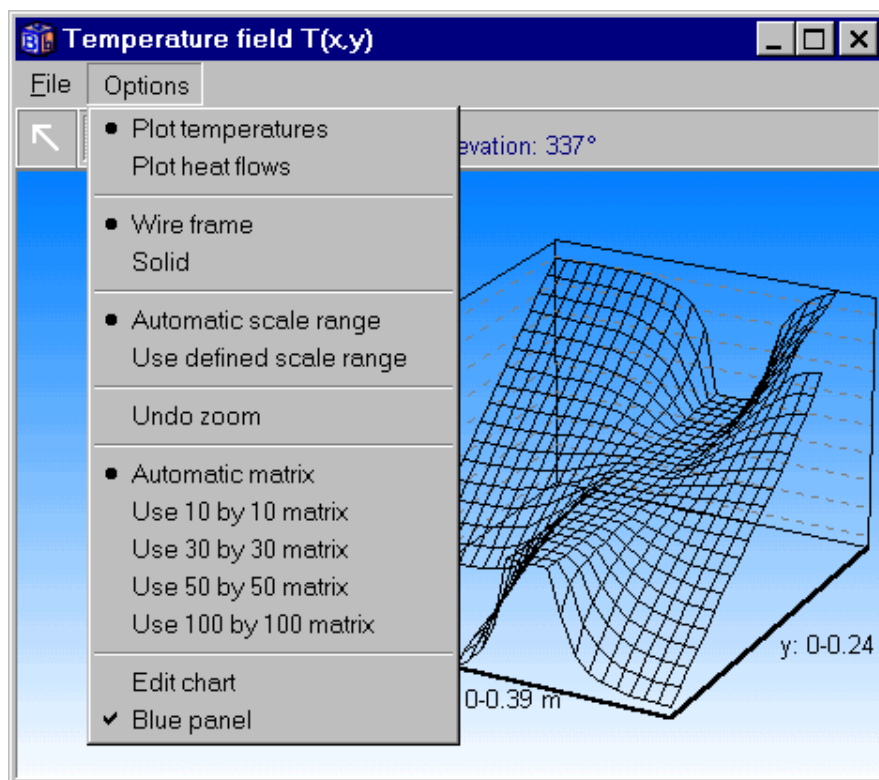 Temperature field T(x,y)
File Options
evation: 337°
Plot temperatures
Plot heat flows
Wire frame
Solid
Automatic scale range
Use defined scale range
Undo zoom
Automatic matrix
Use 10 by 10 matrix
Use 30 by 30 matrix
Use 50 by 50 matrix
Use 100 by 100 matrix
Edit chart
Blue panel
y: 0-0.24
0-0.39 m